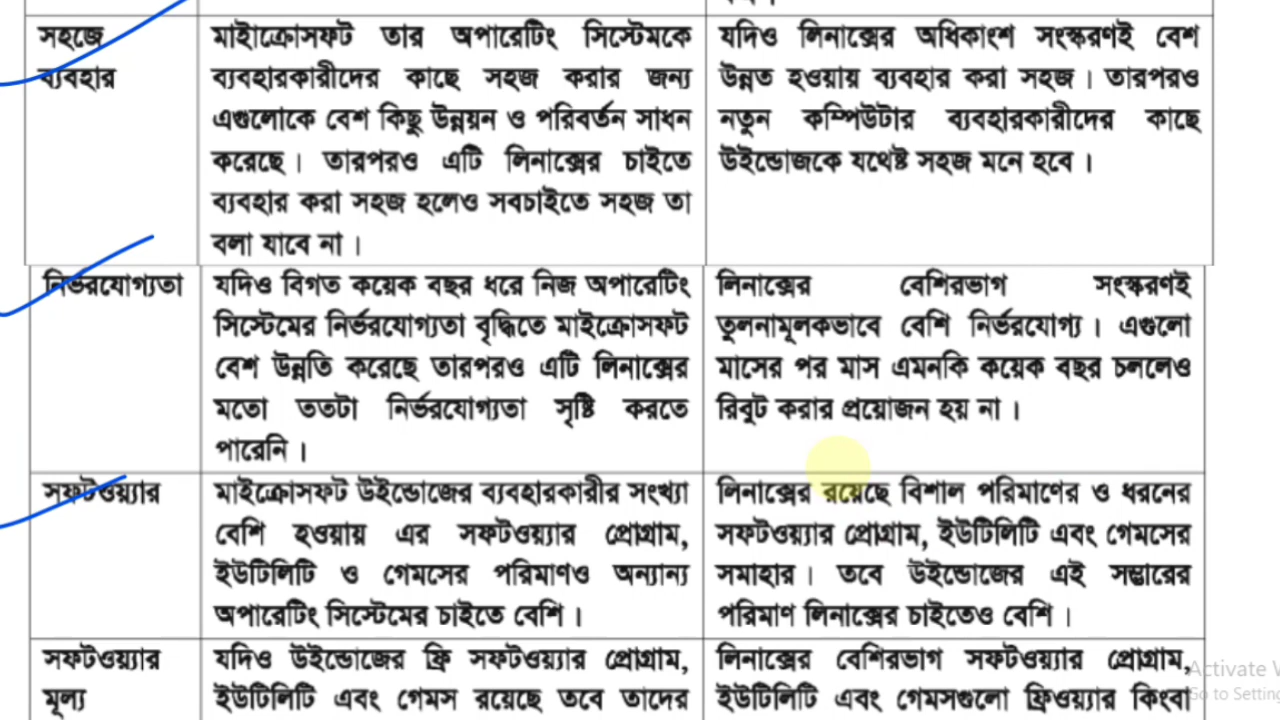 সহজে
ব্যবহার
মাইাক্রোসফট তার অপারেটিং সিস্টেমকে
ব্যবহারকারীদের কাছে সহজ করার জন্য
এগুলোকে বেশ কিছু উন্নয়ন ও পরিবর্তন সাধন
করেছে। তারপরও এটি লিনাক্সের চাইতে
ব্যবহার করা সহজ হলেও সবচাইতে সহজ তা
বলা যাবে না।
যদিও লিনাক্সের অধিকাংশ সংস্করণই বেশ
উন্নত হওয়ায় ব্যবহার করা সহজ। তারপরও
নতুন কম্পিউটার ব্যবহারকারীদের কাছে
উইন্ডোজকে যথেষ্ট সহজ মনে হবে।
নির্ভরযোগ্যতা
যদিও বিগত কয়েক বছর ধরে নিজ অপারেটিং
সিস্টেমের নির্ভরযোগ্যতা বৃদ্ধিতে মাইক্রোসফট
বেশ উন্নতি করেছে তারপরও এটি লিনাক্সের
মতো ততটা নির্ভরযোগ্যতা সৃষ্টি করতে
পারেনি।
লিনাক্সের বেশিরভাগ সংস্করণই
তুলনামূলকভাবে বেশি নির্ভরযোগ্য। এগুলো
মাসের পর মাস এমনকি কয়েক বছর চললেও
রিবুট করার প্রয়োজন হয় না।
সফটওয়্যার
মাইক্রোসফট উইন্ডোজের ব্যবহারকারীর সংখ্যা
বেশি হওয়ায় এর সফটওয়্যার প্রোগ্রাম,
ইউটিলিটি ও গেমসের পরিমাণও অন্যান্য
অপারেটিং সিস্টেমের চাইতে বেশি।
লিনাক্সের রয়েছে বিশাল পরিমাণের ও ধরনের
সফটওয়্যার প্রোগ্রাম, ইউটিলিটি এবং গেমসের
সমাহার। তবে উইন্ডোজের এই সম্ভারের
পরিমাণ লিনাক্সের চাইতেও বেশি।
সফটওয়্যার
মূল্য
যদিও উইন্ডোজের ফ্রি সফটওয়্যার প্রোগ্রাম,
ইউটিলিটি এবং গেমস রয়েছে তবে তাদের
লিনাক্সের বেশিরভাগ সফটওয়্যার প্রোগ্রাম,
ইউটিলিটি এবং গেমসগুলো ফ্রিওয়্যার কিংবা
Activate W
Go to Setting